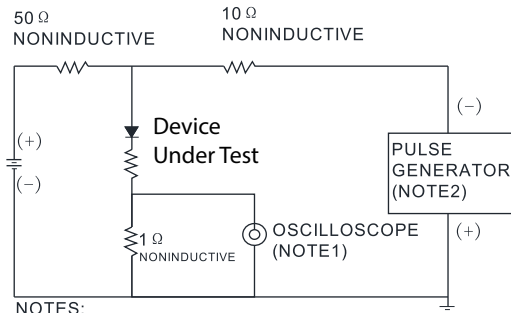 50 Ω
NONINDUCTIVE
10 Ω
NONINDUCTIVE
(+)
(−)
Device
Under Test
1 Ω
NONINDUCTIVE
OSCILLOSCOPE
(NOTE1)
(−)
PULSE
GENERATOR
(NOTE2)
(+)
NOTES: